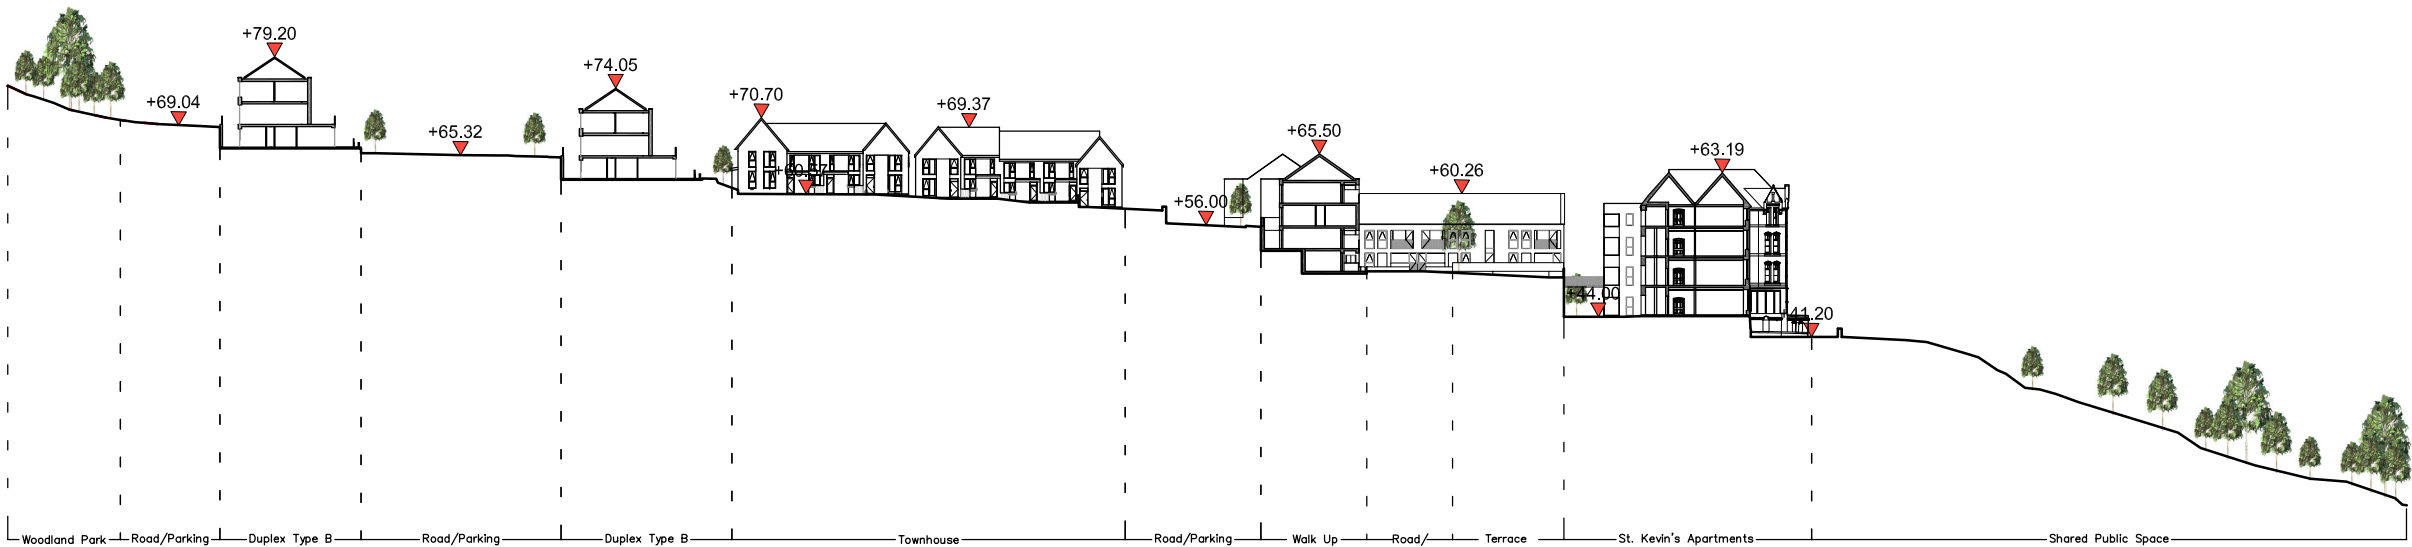 +79.20
+74.05
+69.04
+70.70
+69.37
+65.32
+65.50
+63.19
+60.26
+56.00
+44.00
41.20
Woodland Park
Road/Parking
Duplex Type B
Road/Parking
Duplex Type B
Townhouse
Road/Parking
Walk Up
Road/
Terrace
St. Kevin's Apartments
Shared Public Space